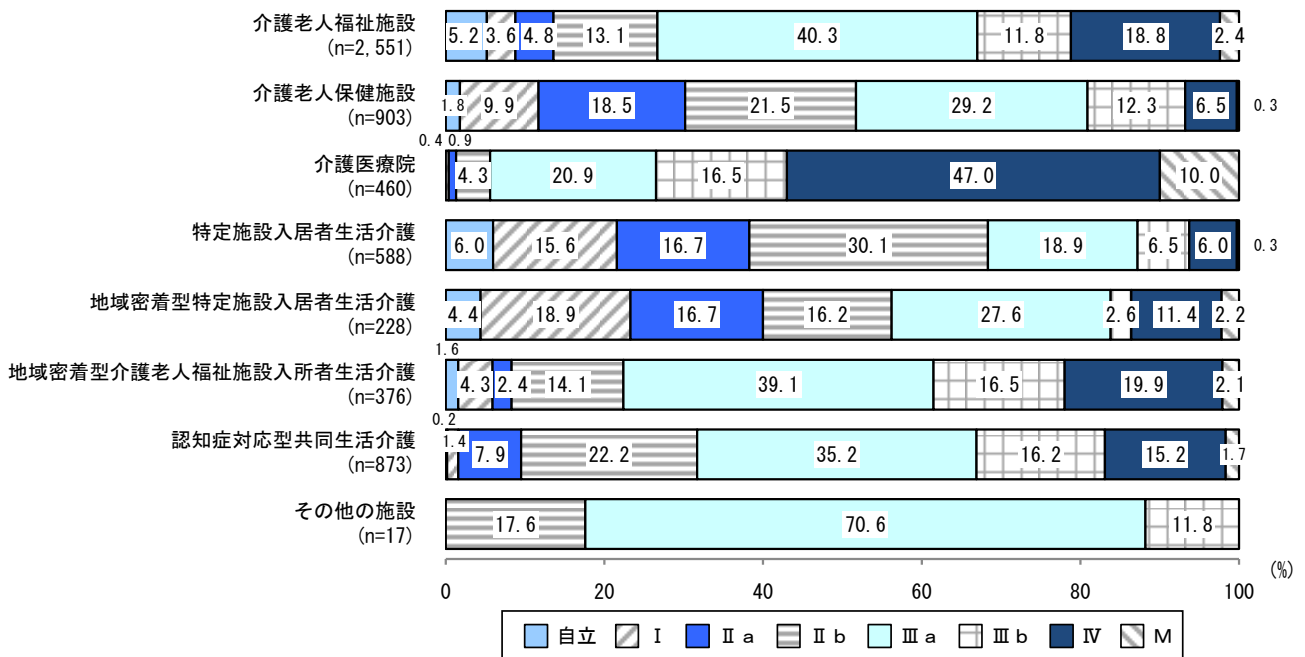 介護老人福祉施設
(n=2,551)
5.2 3.6 4.8 13.1 40.3 11.8 18.8 2.4
介護老人保健施設
(n=903)
1.8 9.9 18.5 21.5 29.2 12.3 6.5 0.3
介護医療院
(n=460)
0.4 0.9 4.3 20.9 16.5 47.0 10.0
特定施設入居者生活介護
(n=588)
6.0 15.6 16.7 30.1 18.9 6.5 6.0 0.3
地域密着型特定施設入居者生活介護
(n=228)
4.4 18.9 16.7 16.2 27.6 2.6 11.4 2.2
地域密着型介護老人福祉施設入所者生活介護
(n=376)
1.6 4.3 2.4 14.1 39.1 16.5 19.9 2.1
認知症対応型共同生活介護
(n=873)
0.2 1.4 7.9 22.2 35.2 16.2 15.2 1.7
その他の施設
(n=17)
17.6 70.6 11.8
0 20 40 60 80 100 (%)
自立 Ⅰ Ⅱa Ⅱb Ⅲa Ⅲb Ⅳ M